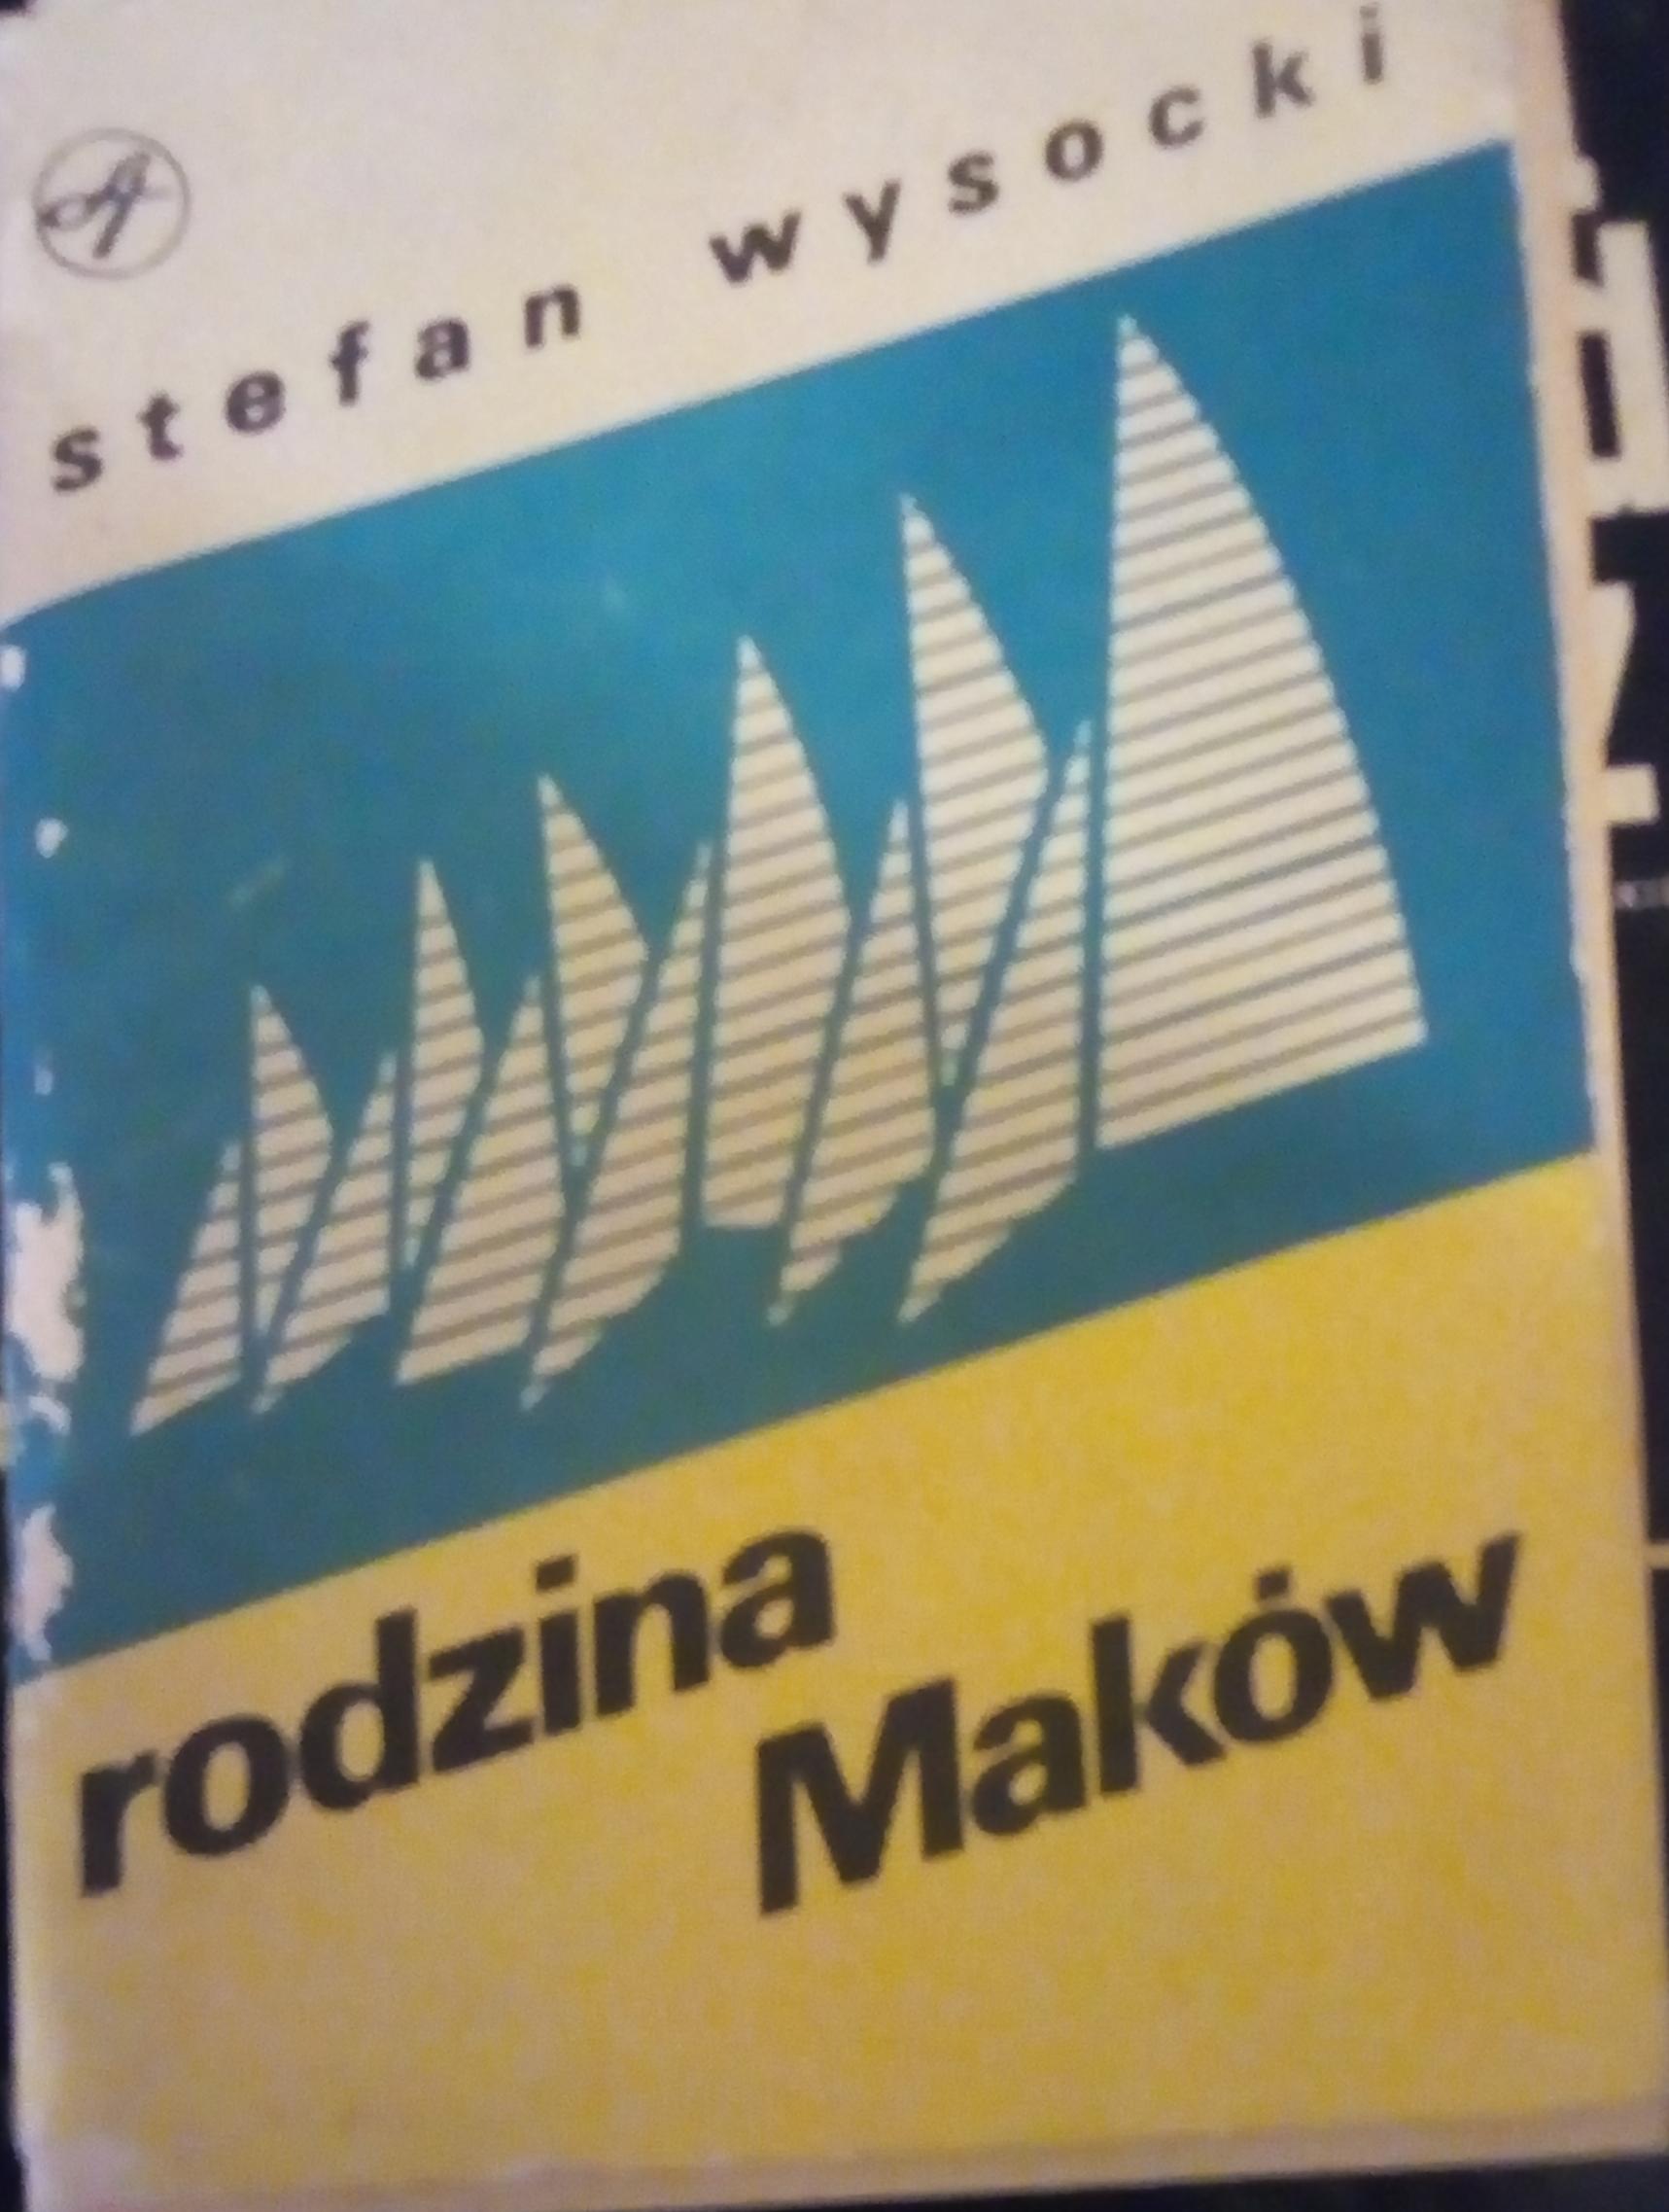 stefan wysocki
rodzina
Maków